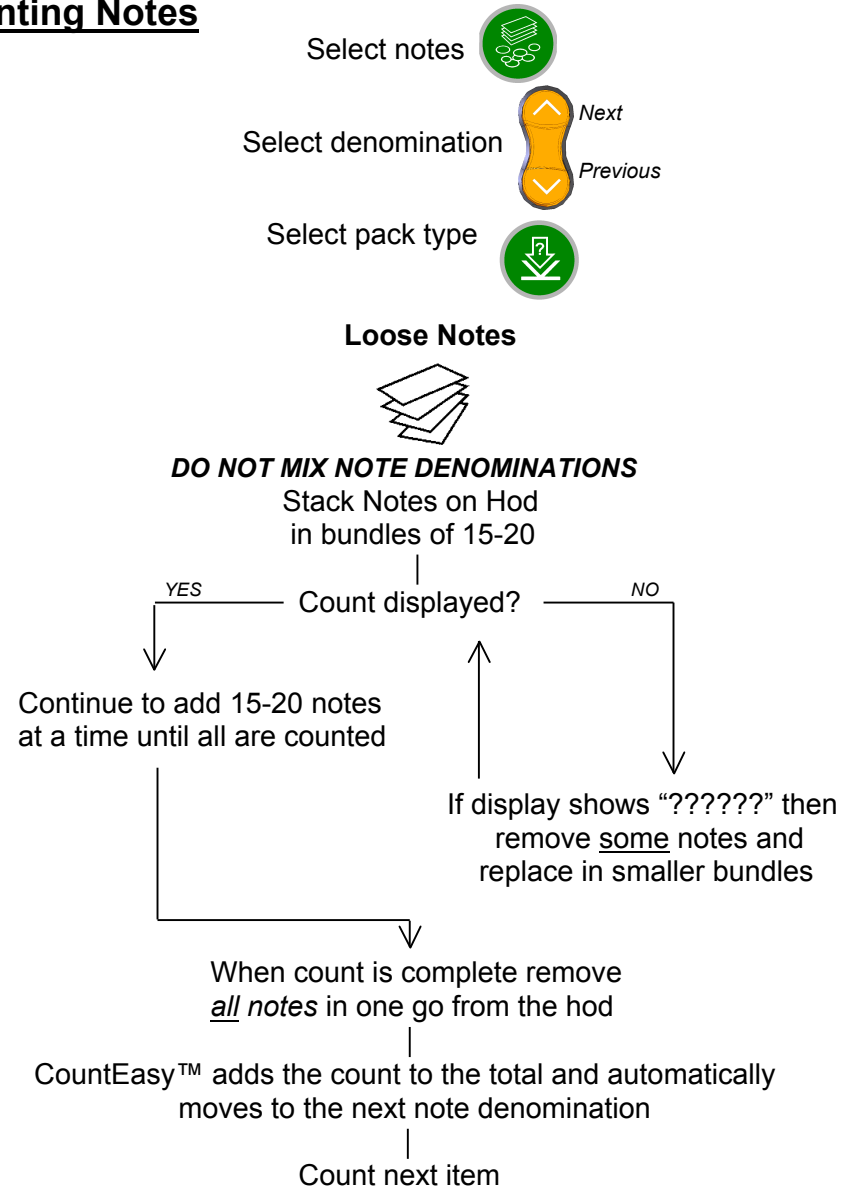 nting Notes
Select notes
Next
Select denomination
Previous
Select pack type
?
Loose Notes
DO NOT MIX NOTE DENOMINATIONS
Stack Notes on Hod
in bundles of 15-20
YES
Count displayed?
NO
Continue to add 15-20 notes
at a time until all are counted
If display shows “??????” then
remove some notes and
replace in smaller bundles
When count is complete remove
all notes in one go from the hod
CountEasy™ adds the count to the total and automatically
moves to the next note denomination
Count next item